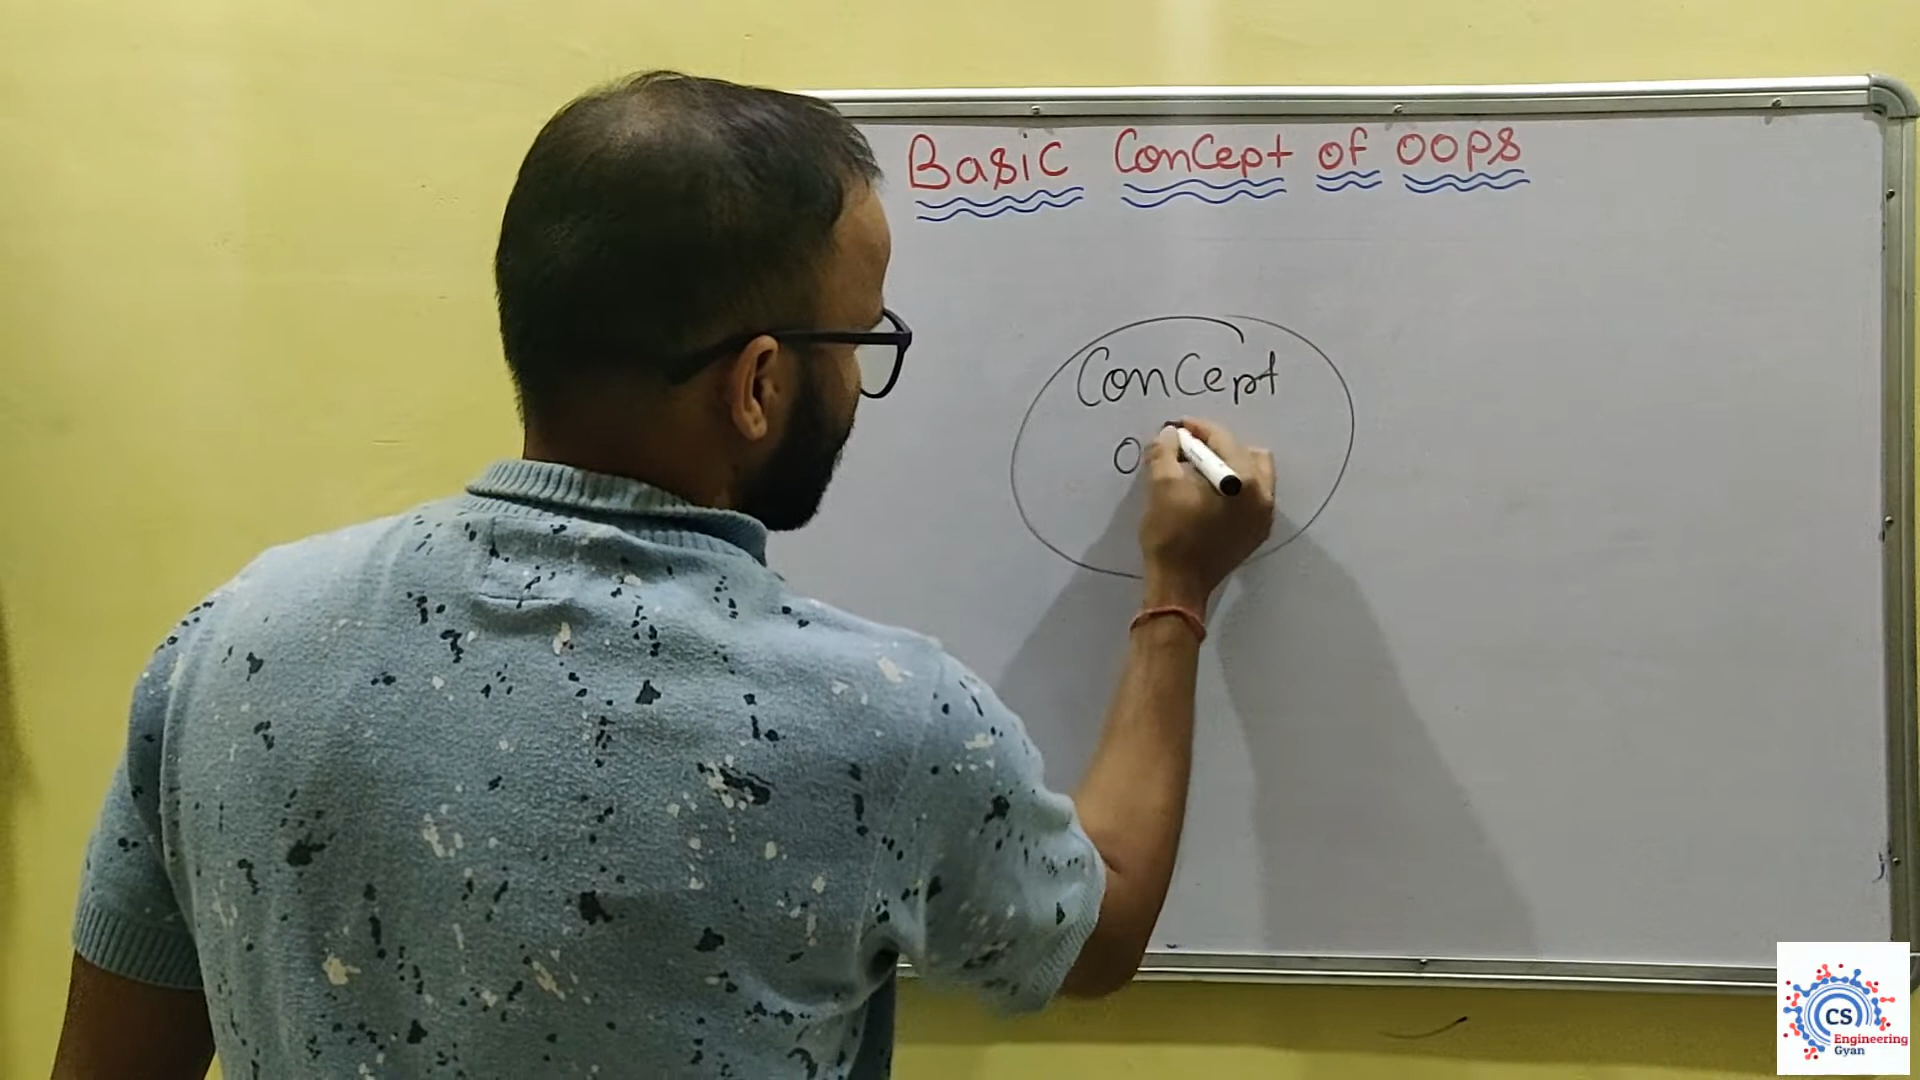 Basic Concept of OOPS
Concept
O
CS
Engineering
Gyan